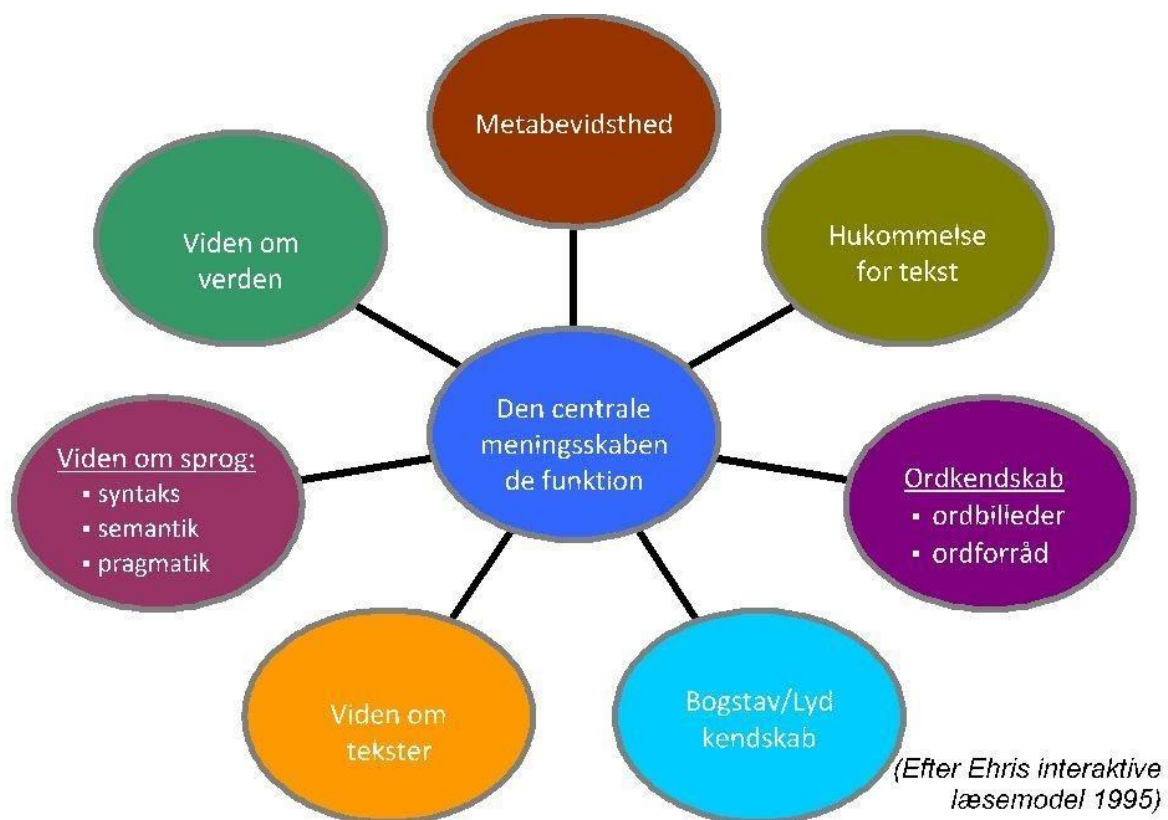 Metabevidsthed
Viden om
verden
Hukommelse
for tekst
Den centrale
meningsskaben
de funktion
Viden om sprog:
▪ syntaks
▪ semantik
▪ pragmatik
Ordkendskab
▪ ordbilleder
▪ ordforråd
Viden om
tekster
Bogstav/Lyd
kendskab
(Efter Ehris interaktive
læsemodel 1995)